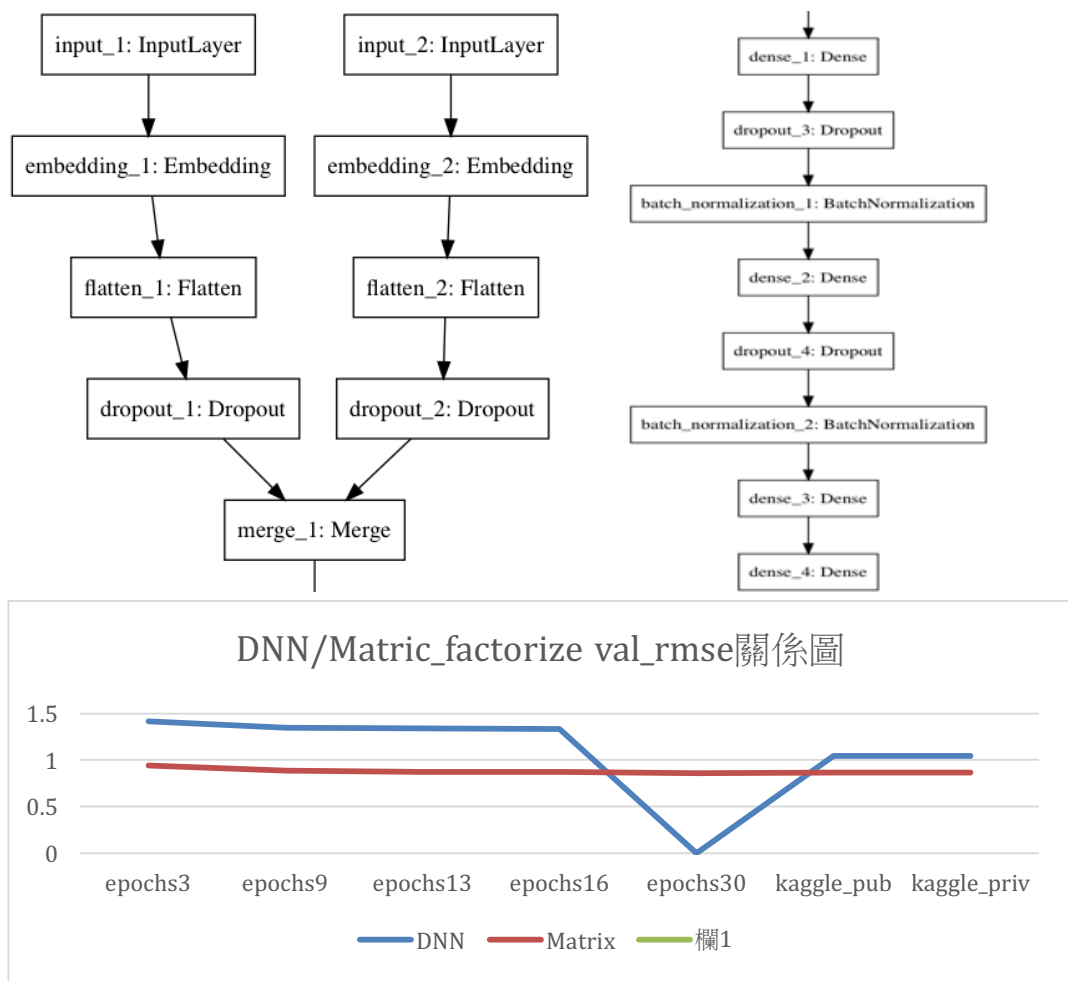 input_1: InputLayer
input_2: InputLayer
embedding_1: Embedding
embedding_2: Embedding
flatten_1: Flatten
flatten_2: Flatten
dropout_1: Dropout
dropout_2: Dropout
merge_1: Merge
dense_1: Dense
dropout_3: Dropout
batch_normalization_1: BatchNormalization
dense_2: Dense
dropout_4: Dropout
batch_normalization_2: BatchNormalization
dense_3: Dense
dense_4: Dense
DNN/Matric_factorize val_rmse關係圖
1.5
1
0.5
0
epochs3 epochs9 epochs13 epochs16 epochs30 kaggle_pub kaggle_priv
DNN Matrix 欄1